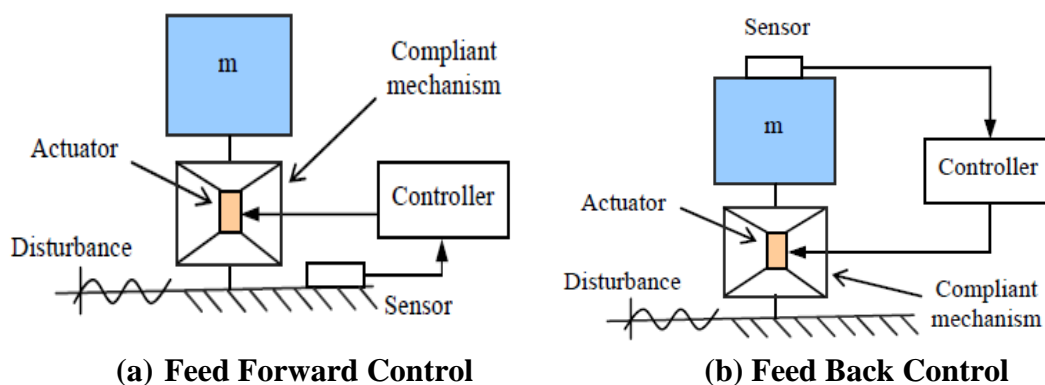 m
Compliant
mechanism
Actuator
Controller
Disturbance
Sensor
(a) Feed Forward Control
Sensor
m
Controller
Actuator
Disturbance
Compliant
mechanism
(b) Feed Back Control